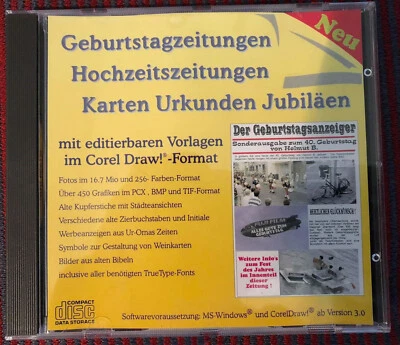 Neu
Geburtstagzeitungen
Hochzeitszeitungen
Karten Urkunden Jubiläen
mit editierbaren Vorlagen
im Corel Draw!®-Format
Fotos im 16,7 Mio und 256- Farben-Format
Über 450 Grafiken im PCX , BMP und TIF-Format
Alte Kupferstiche mit Städteansichten
Verschiedene alte Zierbuchstaben und Initiale
Werbeanzeigen aus Ur-Omas Zeiten
Symbole zur Gestaltung von Weinkarten
Bilder aus alten Bibeln
inclusive aller benötigten TrueType-Fonts
Der Geburtstagsanzeiger
Sonderausgabe zum 40. Geburtstag
von Helmut B.
FUJI FILM
Weitere Info's
zum Fest
des Jahres
im Innenteil
dieser
Zeitung !
COMPACT
disc
DATA STORAGE
Softwarevoraussetzung: MS-Windows® und CorelDraw!® ab Version 3.0